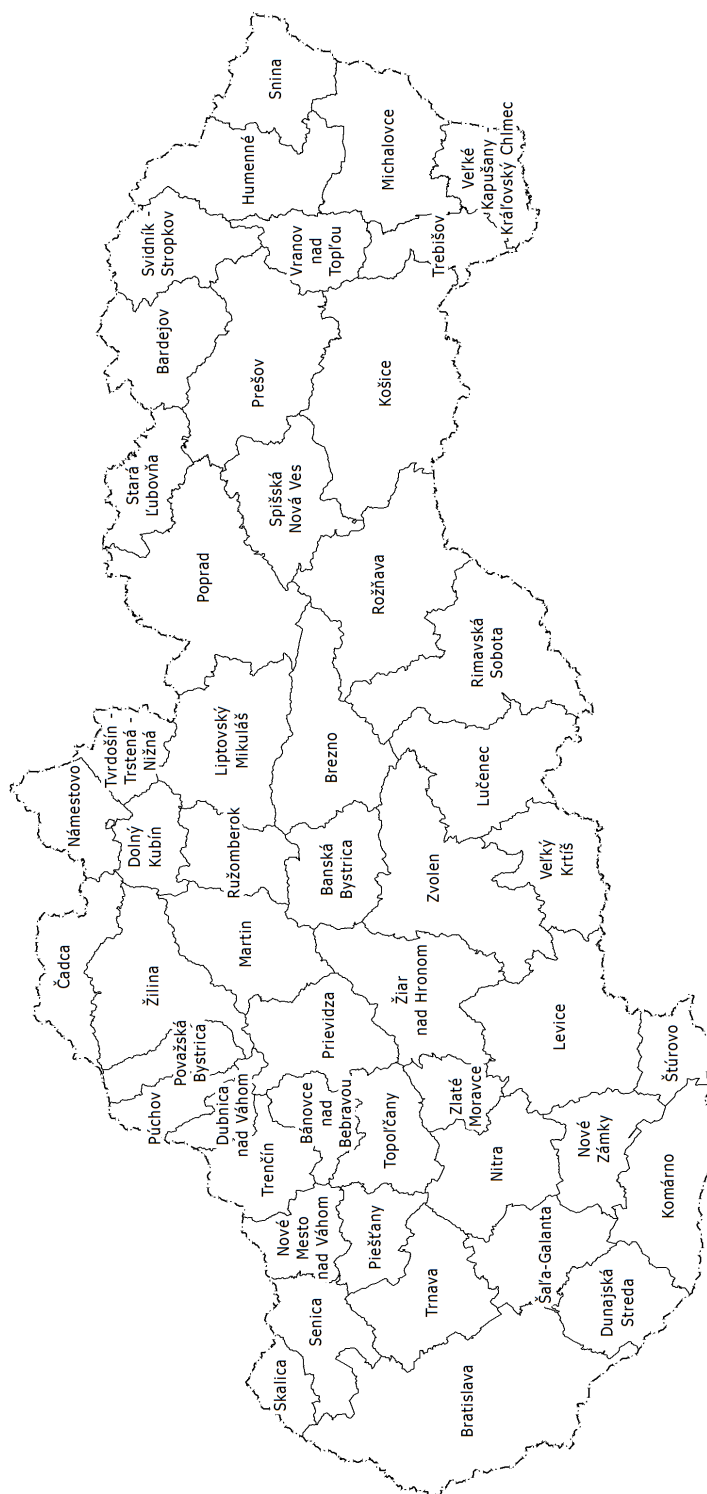 Skalica
Senica
Bratislava
Trnava
Dunajská
Streda
Šaľa-Galanta
Piešťany
Nové
Mesto
nad Váhom
Trenčín
Dubnica
nad Váhom
Púchov
Považská
Bystrica
Bánovce
nad
Bebravou
Topoľčany
Nitra
Zlaté
Moravce
Nové
Zámky
Komárno
Štúrovo
Levice
Prievidza
Žiar
nad Hronom
Čadca
Žilina
Martin
Námestovo
Dolný
Kubín
Tvrdošín -
Trstená -
Nižná
Ružomberok
Liptovský
Mikuláš
Banská
Bystrica
Brezno
Zvolen
Veľký
Krtíš
Lučenec
Rimavská
Sobota
Poprad
Stará
Ľubovňa
Spišská
Nová Ves
Rožňava
Bardejov
Prešov
Košice
Svidník -
Stropkov
Vranov
nad
Topľou
Trebišov
Humenné
Snina
Michalovce
Veľké
Kapušany -
Kráľovský Chlmec